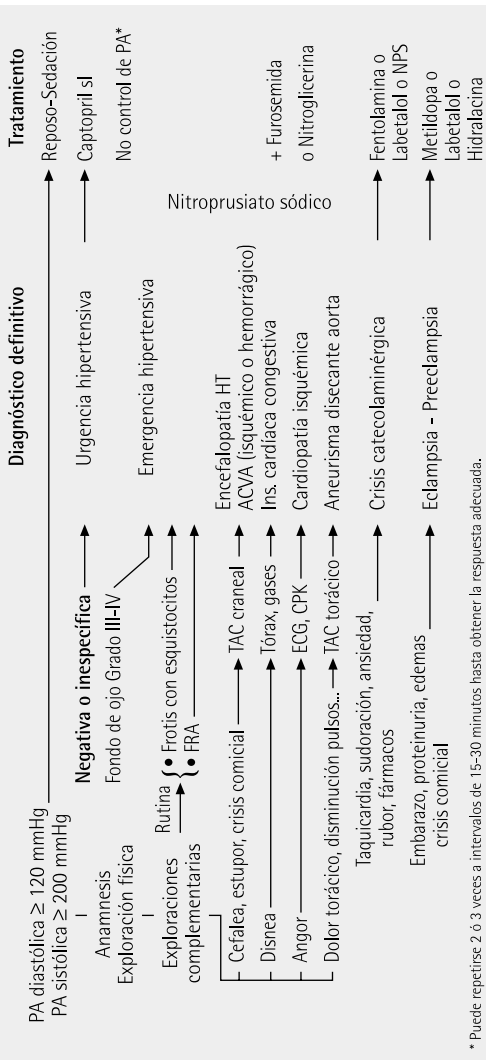 Diagnóstico definitivo
Tratamiento
PA diastólica ≥ 120 mmHg
PA sistólica ≥ 200 mmHg
Reposo-Sedación
Anamnesis
Exploración física
Negativa o inespecífica
Urgencia hipertensiva
Captopril sl
Fondo de ojo Grado III-IV
Emergencia hipertensiva
No control de PA*
Exploraciones
complementarias
Rutina
• Frotis con esquistocitos
• FRA
Nitroprusiato sódico
Cefalea, estupor, crisis comicial
TAC craneal
Encefalopatía HT
ACVA (isquémico o hemorrágico)
Disnea
Tórax, gases
Ins. cardíaca congestiva
+ Furosemida
Angor
ECG, CPK
Cardiopatía isquémica
o Nitroglicerina
Dolor torácico, disminución pulsos...
TAC torácico
Aneurisma disecante aorta
Taquicardia, sudoración, ansiedad,
rubor, fármacos
Crisis catecolaminérgica
Fentolamina o
Labetalol o NPS
Embarazo, proteinuria, edemas
crisis comicial
Eclampsia - Preeclampsia
Metildopa o
Labetalol o
Hidralacina
* Puede repetirse 2 ó 3 veces a intervalos de 15-30 minutos hasta obtener la respuesta adecuada.